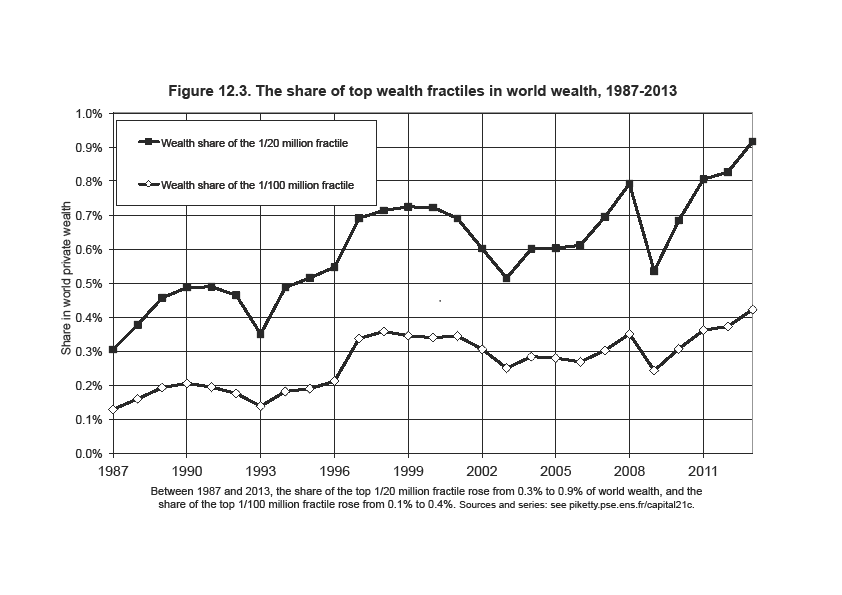 Figure 12.3. The share of top wealth fractiles in world wealth, 1987-2013
1.0%
0.9%
0.8%
0.7%
0.6%
0.5%
0.4%
0.3%
0.2%
0.1%
0.0%
Share in world private wealth
Wealth share of the 1/20 million fractile
Wealth share of the 1/100 million fractile
1987 1990 1993 1996 1999 2002 2005 2008 2011
Between 1987 and 2013, the share of the top 1/20 million fractile rose from 0.3% to 0.9% of world wealth, and the
share of the top 1/100 million fractile rose from 0.1% to 0.4%. Sources and series: see piketty.pse.ens.fr/capital21c.